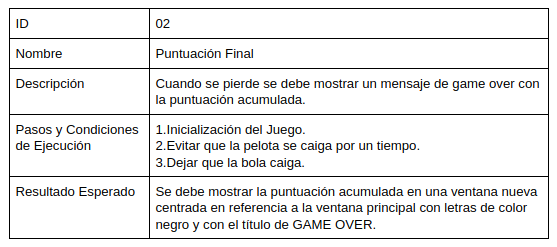 ID
02
Nombre
Puntuación Final
Descripción
Cuando se pierde se debe mostrar un mensaje de game over con
la puntuación acumulada.
Pasos y Condiciones
de Ejecución
1.Inicialización del Juego.
2.Evitar que la pelota se caiga por un tiempo.
3.Dejar que la bola caiga.
Resultado Esperado
Se debe mostrar la puntuación acumulada en una ventana nueva
centrada en referencia a la ventana principal con letras de color
negro y con el título de GAME OVER.